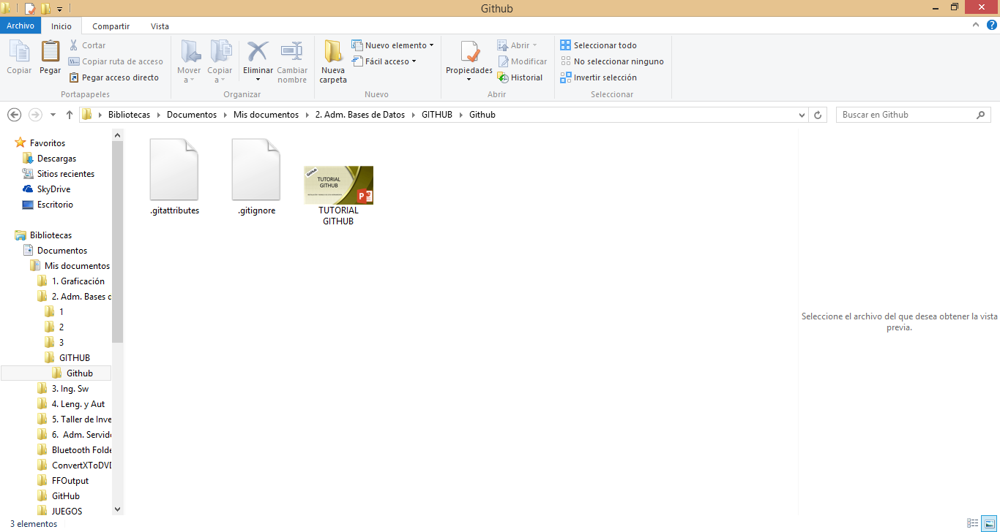 Github
Archivo Inicio Compartir Vista
Copiar
Pegar
Cortar
Copiar ruta de acceso
Pegar acceso directo
Portapapeles
Mover a
Copiar a
Eliminar
Cambiar nombre
Organizar
Nueva carpeta
Nuevo elemento
Fácil acceso
Nuevo
Propiedades
Abrir
Modificar
Historial
Abrir
Seleccionar todo
No seleccionar ninguno
Invertir selección
Seleccionar
Bibliotecas Documentos Mis documentos 2. Adm. Bases de Datos GITHUB Github
Buscar en Github
Favoritos
Descargas
Sitios recientes
SkyDrive
Escritorio
Bibliotecas
Documentos
Mis documentos
1. Graficación
2. Adm. Bases d
1
2
3
GITHUB
Github
3. Ing. Sw
4. Leng. y Aut
5. Taller de Inve
6. Adm. Servido
Bluetooth Folde
ConvertXToDVD
FFOutput
GitHub
JUEGOS
.gitattributes
.gitignore
GitHub
TUTORIAL
GITHUB
P
TUTORIAL
GITHUB
Seleccione el archivo del que desea obtener la vista
previa.
3 elementos